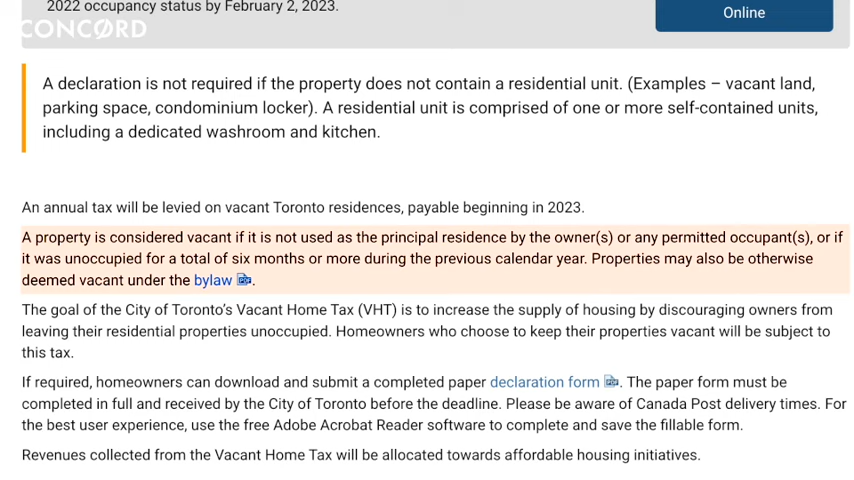 2022 occupancy status by February 2, 2023.
Online
CONCORD
A declaration is not required if the property does not contain a residential unit. (Examples – vacant land,
parking space, condominium locker). A residential unit is comprised of one or more self-contained units,
including a dedicated washroom and kitchen.
An annual tax will be levied on vacant Toronto residences, payable beginning in 2023.
A property is considered vacant if it is not used as the principal residence by the owner(s) or any permitted occupant(s), or if
it was unoccupied for a total of six months or more during the previous calendar year. Properties may also be otherwise
deemed vacant under the bylaw PDF.
The goal of the City of Toronto’s Vacant Home Tax (VHT) is to increase the supply of housing by discouraging owners from
leaving their residential properties unoccupied. Homeowners who choose to keep their properties vacant will be subject to
this tax.
If required, homeowners can download and submit a completed paper declaration form PDF. The paper form must be
completed in full and received by the City of Toronto before the deadline. Please be aware of Canada Post delivery times. For
the best user experience, use the free Adobe Acrobat Reader software to complete and save the fillable form.
Revenues collected from the Vacant Home Tax will be allocated towards affordable housing initiatives.